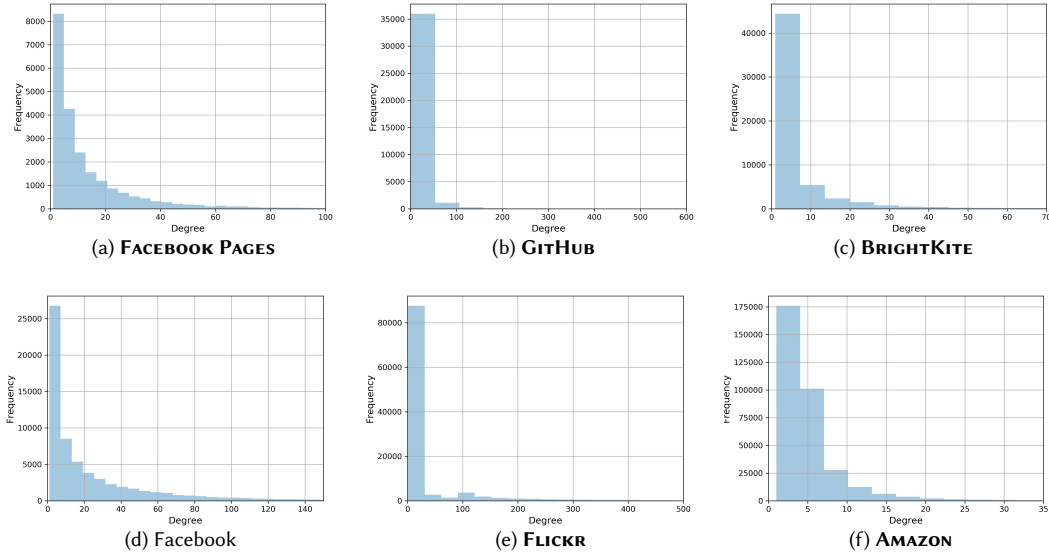 8000
7000
6000
5000
4000
3000
2000
1000
0
Frequency
0 20 40 60 80 100
Degree
(a) FACEBOOK PAGES
35000
30000
25000
20000
15000
10000
5000
0
Frequency
0 100 200 300 400 500 600
Degree
(b) GITHUB
40000
30000
20000
10000
0
Frequency
0 10 20 30 40 50 60 70
Degree
(c) BRIGHTKITE
25000
20000
15000
10000
5000
0
Frequency
0 20 40 60 80 100 120 140
Degree
(d) Facebook
80000
60000
40000
20000
0
Frequency
0 100 200 300 400 500
Degree
(e) FLICKR
175000
150000
125000
100000
75000
50000
25000
0
Frequency
0 5 10 15 20 25 30 35
Degree
(f) AMAZON